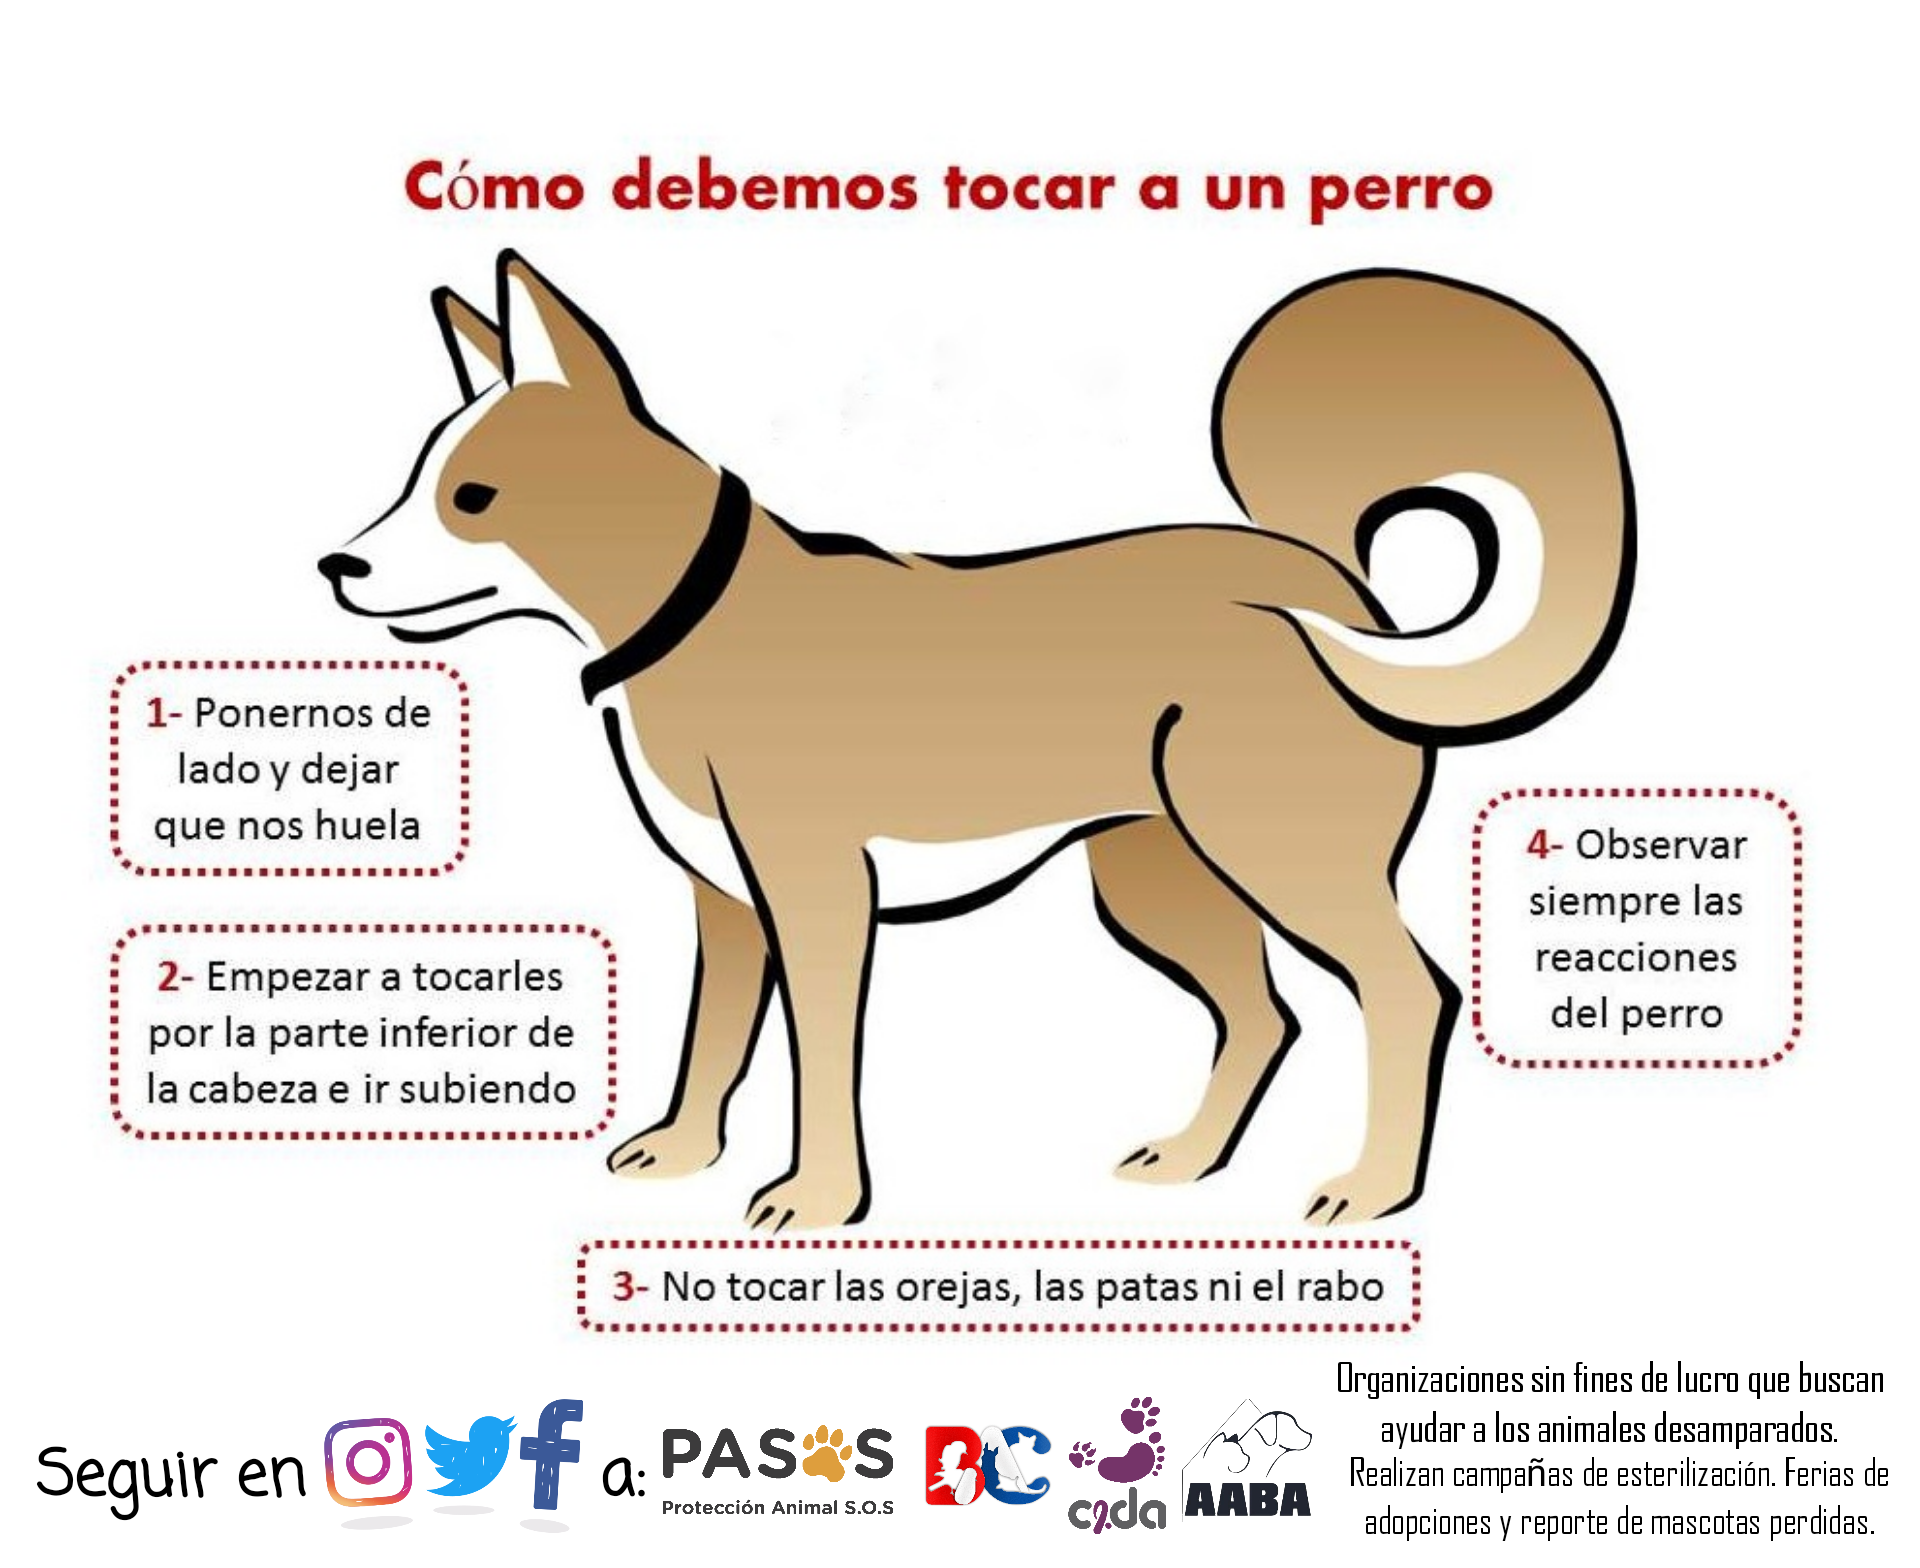 Cómo debemos tocar a un perro
1- Ponernos de
lado y dejar
que nos huela
2- Empezar a tocarles
por la parte inferior de
la cabeza e ir subiendo
3- No tocar las orejas, las patas ni el rabo
4- Observar
siempre las
reacciones
del perro
Seguir en a:
PASOS
Protección Animal S.O.S
BAC
cida
AABA
Organizaciones sin fines de lucro que buscan
ayudar a los animales desamparados.
Realizan campañas de esterilización. Ferias de
adopciones y reporte de mascotas perdidas.